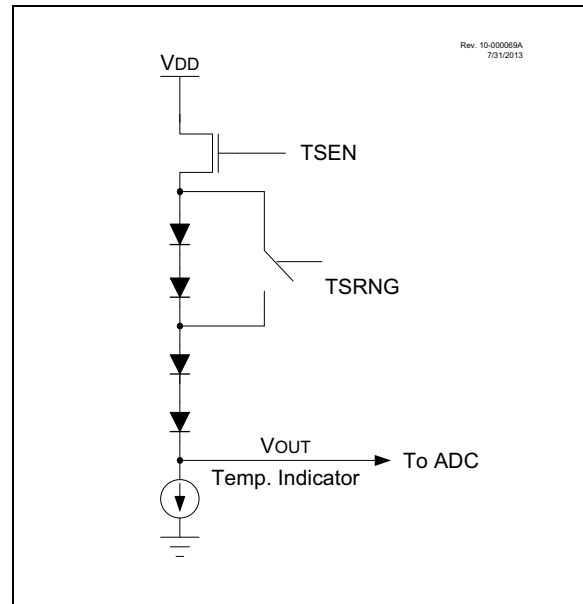 Rev. 10-000069A
7/31/2013
VDD
TSEN
TSRNG
VOUT
To ADC
Temp. Indicator